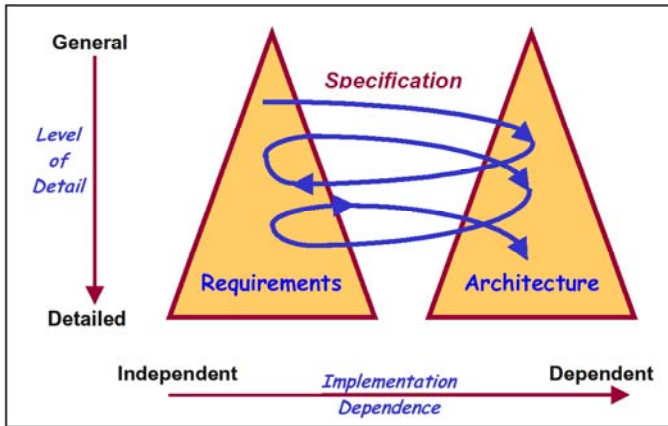 General
Specification
Level
of
Detail
Requirements
Architecture
Detailed
Independent
Implementation
Dependent
Dependence